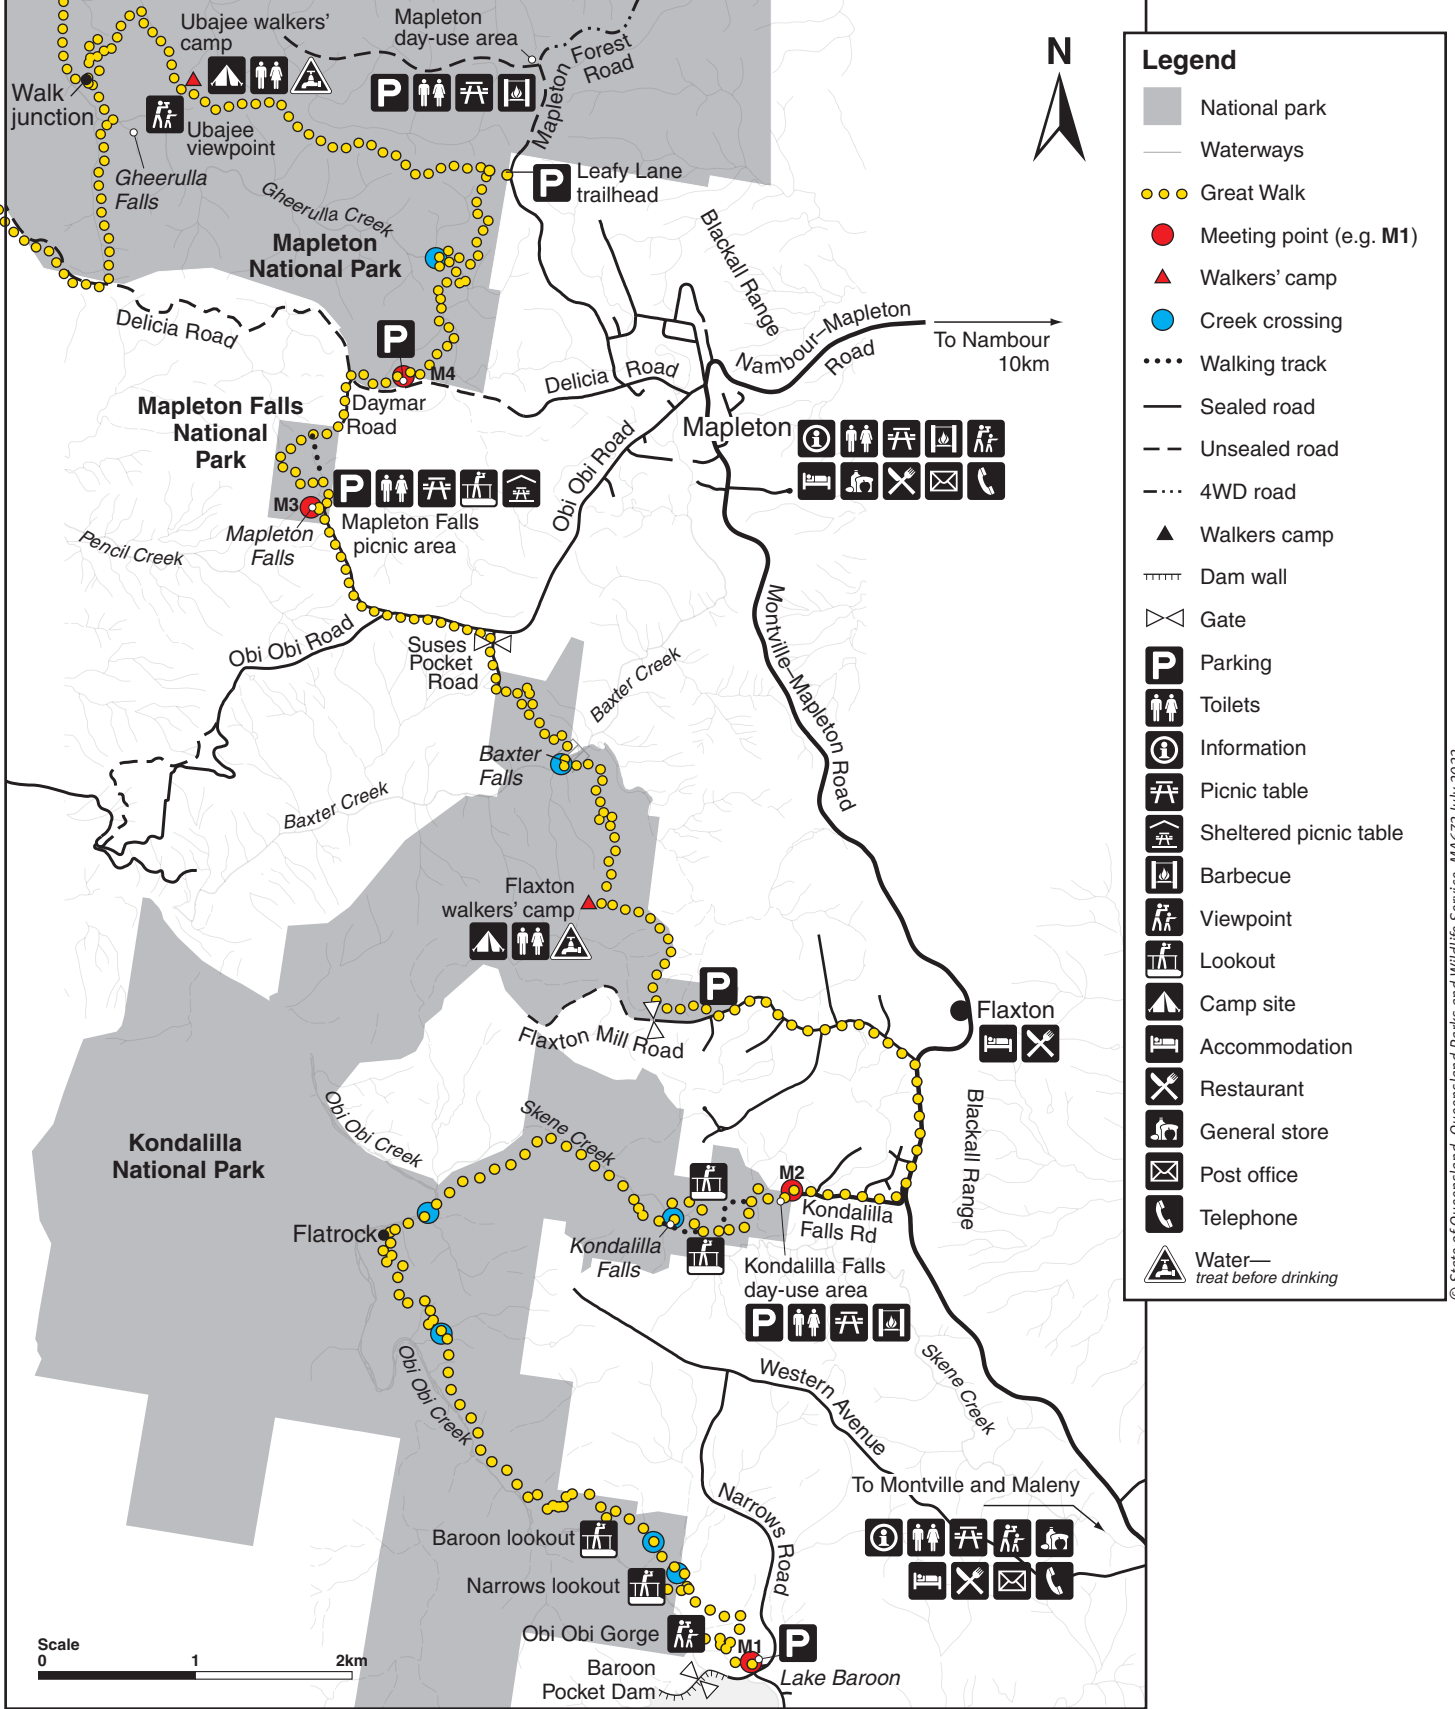 Ubajee walkers'
camp
Mapleton
day-use area
Forest
Road
Mapleton
Walk
junction
Ubajee
viewpoint
Gheerulla
Falls
Gheerulla Creek
Leafy Lane
trailhead
Mapleton
National Park
Blackall Range
Delicia Road
Nambour–Mapleton
Road
To Nambour
10km
M4
Delicia Road
Daymar
Road
Mapleton Falls
National
Park
Mapleton
Obi Obi Road
M3
Mapleton Falls
picnic area
Mapleton
Falls
Pencil Creek
Montville–Mapleton Road
Obi Obi Road
Suses
Pocket
Road
Baxter Creek
Baxter
Falls
Baxter Creek
Flaxton
walkers' camp
Flaxton
Flaxton Mill Road
Blackall Range
Obi Obi Creek
Skene Creek
Kondalilla
National Park
M2
Kondalilla
Falls Rd
Flatrock
Kondalilla
Falls
Kondalilla Falls
day-use area
Obi Obi Creek
Skene Creek
Western Avenue
To Montville and Maleny
Narrows Road
Baroon lookout
Narrows lookout
Obi Obi Gorge
M1
Baroon
Pocket Dam
Lake Baroon
Scale
0 1 2km
N
Legend
National park
Waterways
Great Walk
Meeting point (e.g. M1)
Walkers' camp
Creek crossing
Walking track
Sealed road
Unsealed road
4WD road
Walkers camp
Dam wall
Gate
Parking
Toilets
Information
Picnic table
Sheltered picnic table
Barbecue
Viewpoint
Lookout
Camp site
Accommodation
Restaurant
General store
Post office
Telephone
Water—
treat before drinking